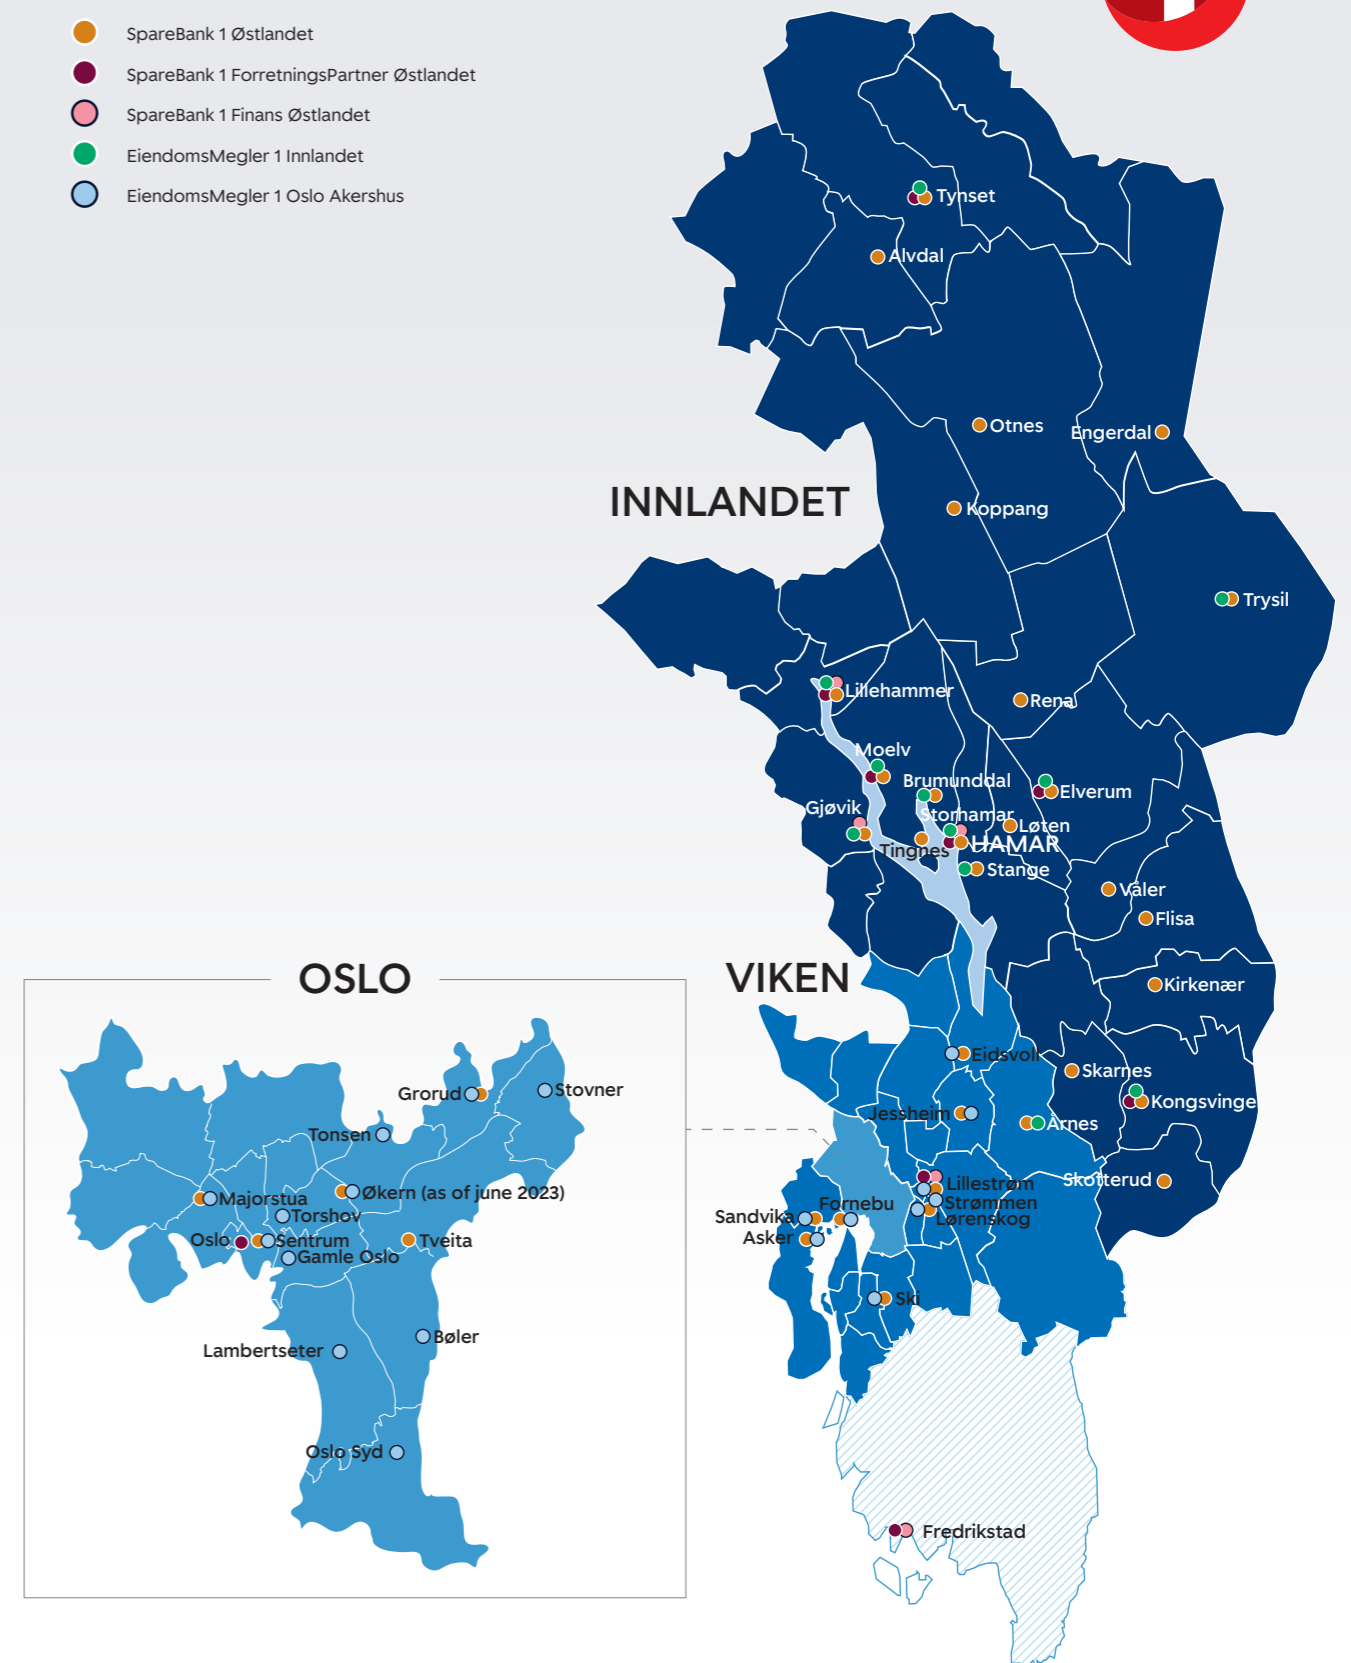 SpareBank 1 Østlandet
SpareBank 1 ForretningsPartner Østlandet
SpareBank 1 Finans Østlandet
EiendomsMegler 1 Innlandet
EiendomsMegler 1 Oslo Akershus
Tynset
Alvdal
Otnes
Engerdal
INNLANDET
Koppang
Trysil
Lillehammer
Rena
Moelv
Brumunddal
Elverum
Gjøvik
Storhamar
Løten
HAMAR
Tingnes
Stange
Våler
Flisa
OSLO
VIKEN
Kirkenær
Eidsvoll
Skarnes
Grorud
Stovner
Kongsvinge
Jessheim
Årnes
Tonsen
Skotterud
Lillestrøm
Økern (as of june 2023)
Majorstua
Strømmen
Fornebu
Torshov
Sandvika
Lørenskog
Oslo
Sentrum
Tveita
Asker
Gamle Oslo
Ski
Bøler
Lambertseter
Oslo Syd
Fredrikstad